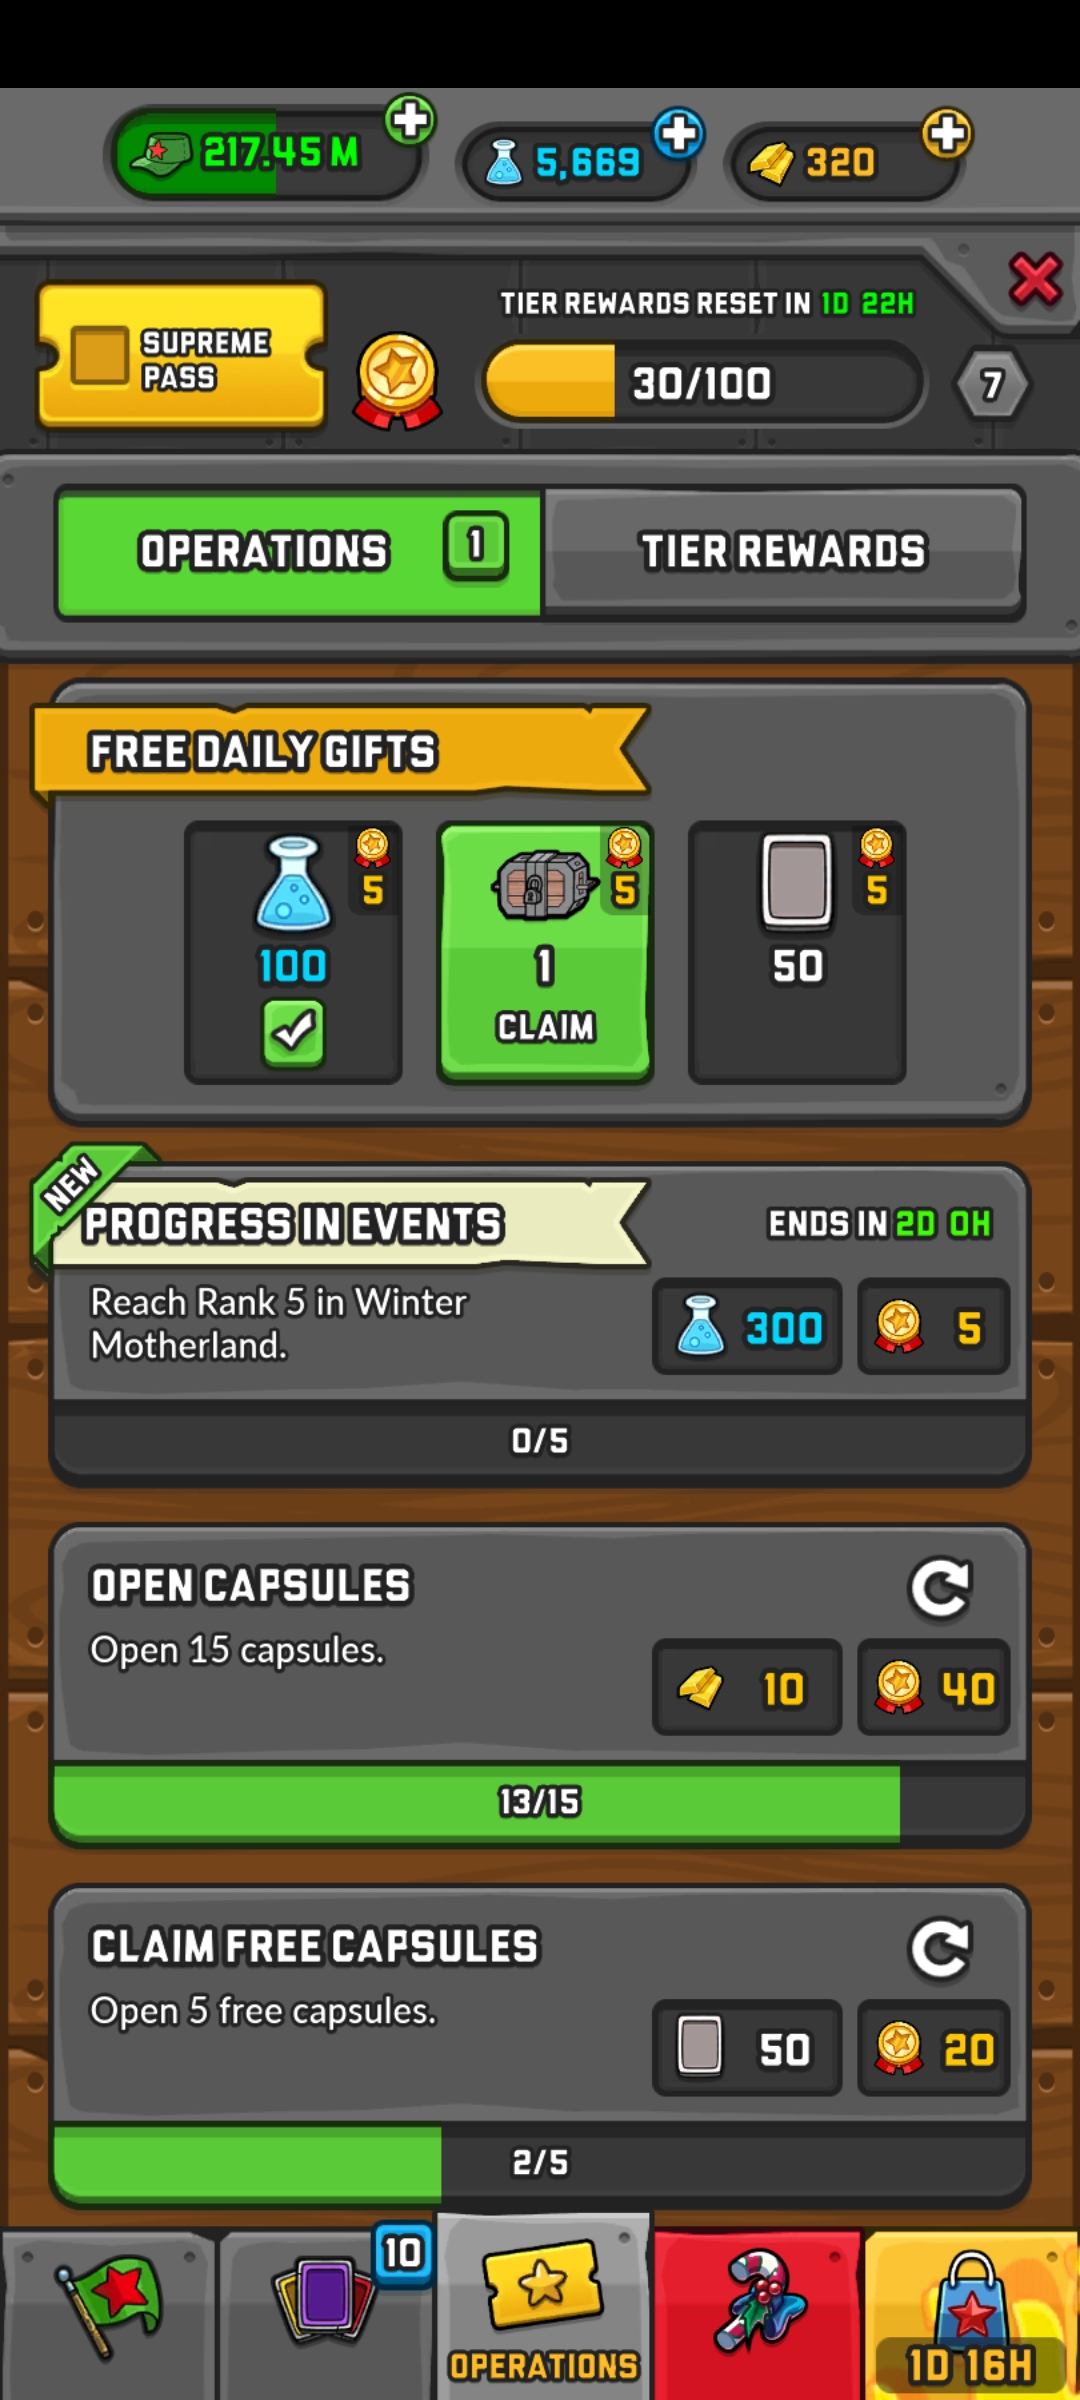 217.45 M
5,669
320
TIER REWARDS RESET IN 1D 22H
SUPREME
PASS
30/100
7
OPERATIONS
1
TIER REWARDS
FREE DAILY GIFTS
5
5
5
100
1
50
CLAIM
NEW
PROGRESS IN EVENTS
ENDS IN 2D 0H
Reach Rank 5 in Winter
Motherland.
300
5
0/5
OPEN CAPSULES
Open 15 capsules.
10
40
13/15
CLAIM FREE CAPSULES
Open 5 free capsules.
50
20
2/5
10
OPERATIONS
1D 16H